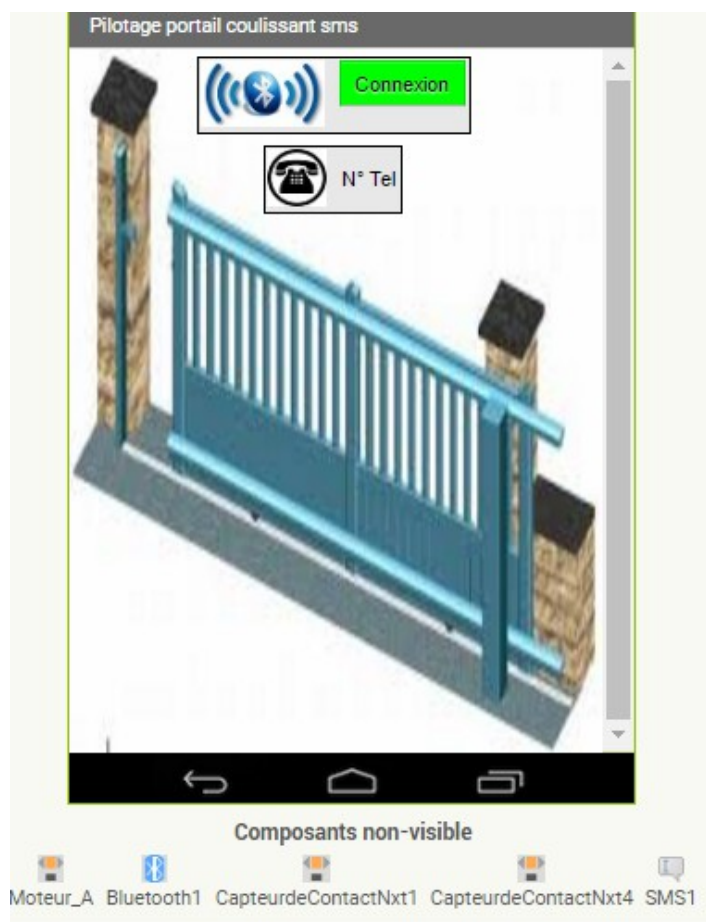 Pilotage portail coulissant sms
Connexion
N° Tel
Composants non-visible
Moteur_A Bluetooth1 CapteurdeContactNxt1 CapteurdeContactNxt4 SMS1